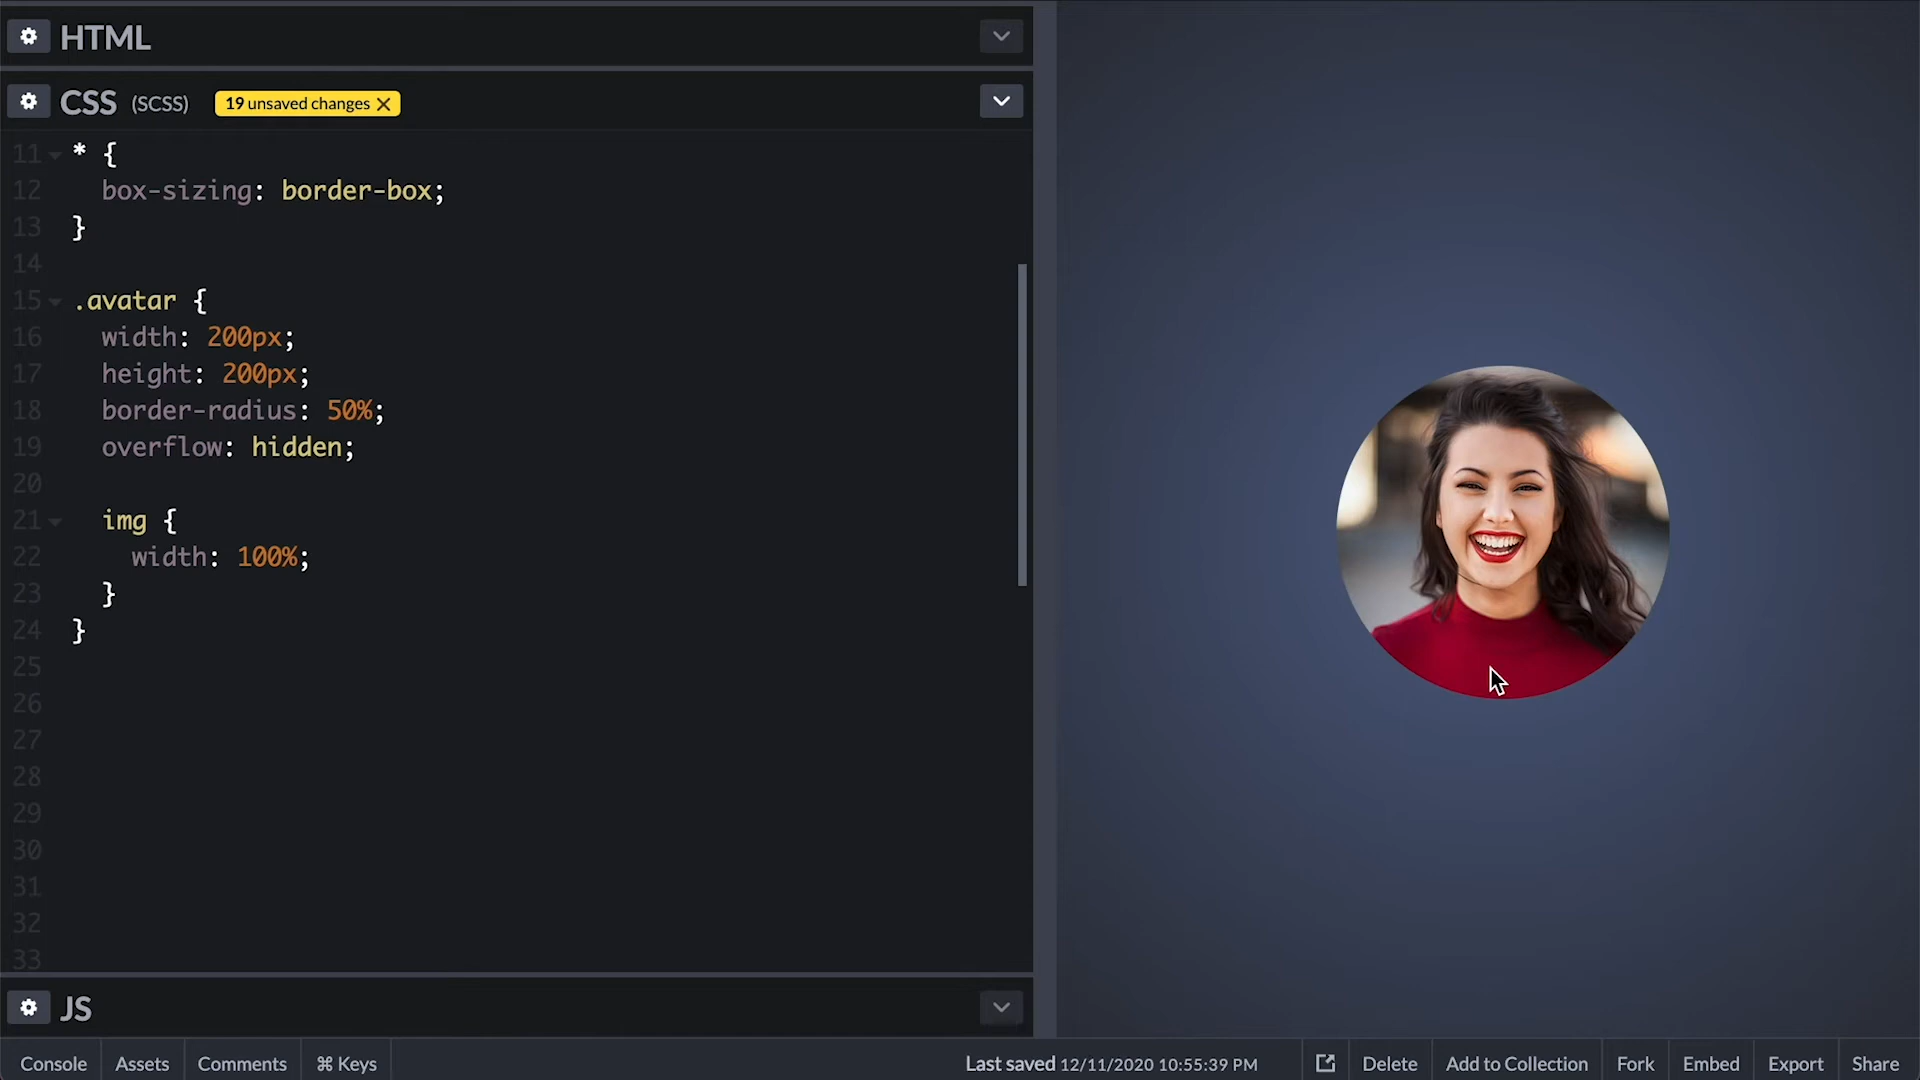 HTML
CSS (SCSS) 19 unsaved changes
11 * {
12 box-sizing: border-box;
13 }
14
15 .avatar {
16 width: 200px;
17 height: 200px;
18 border-radius: 50%;
19 overflow: hidden;
20
21 img {
22 width: 100%;
23 }
24 }
25
26
27
28
29
30
31
32
33
JS
Console Assets Comments ⌘ Keys Last saved 12/11/2020 10:55:39 PM Delete Add to Collection Fork Embed Export Share